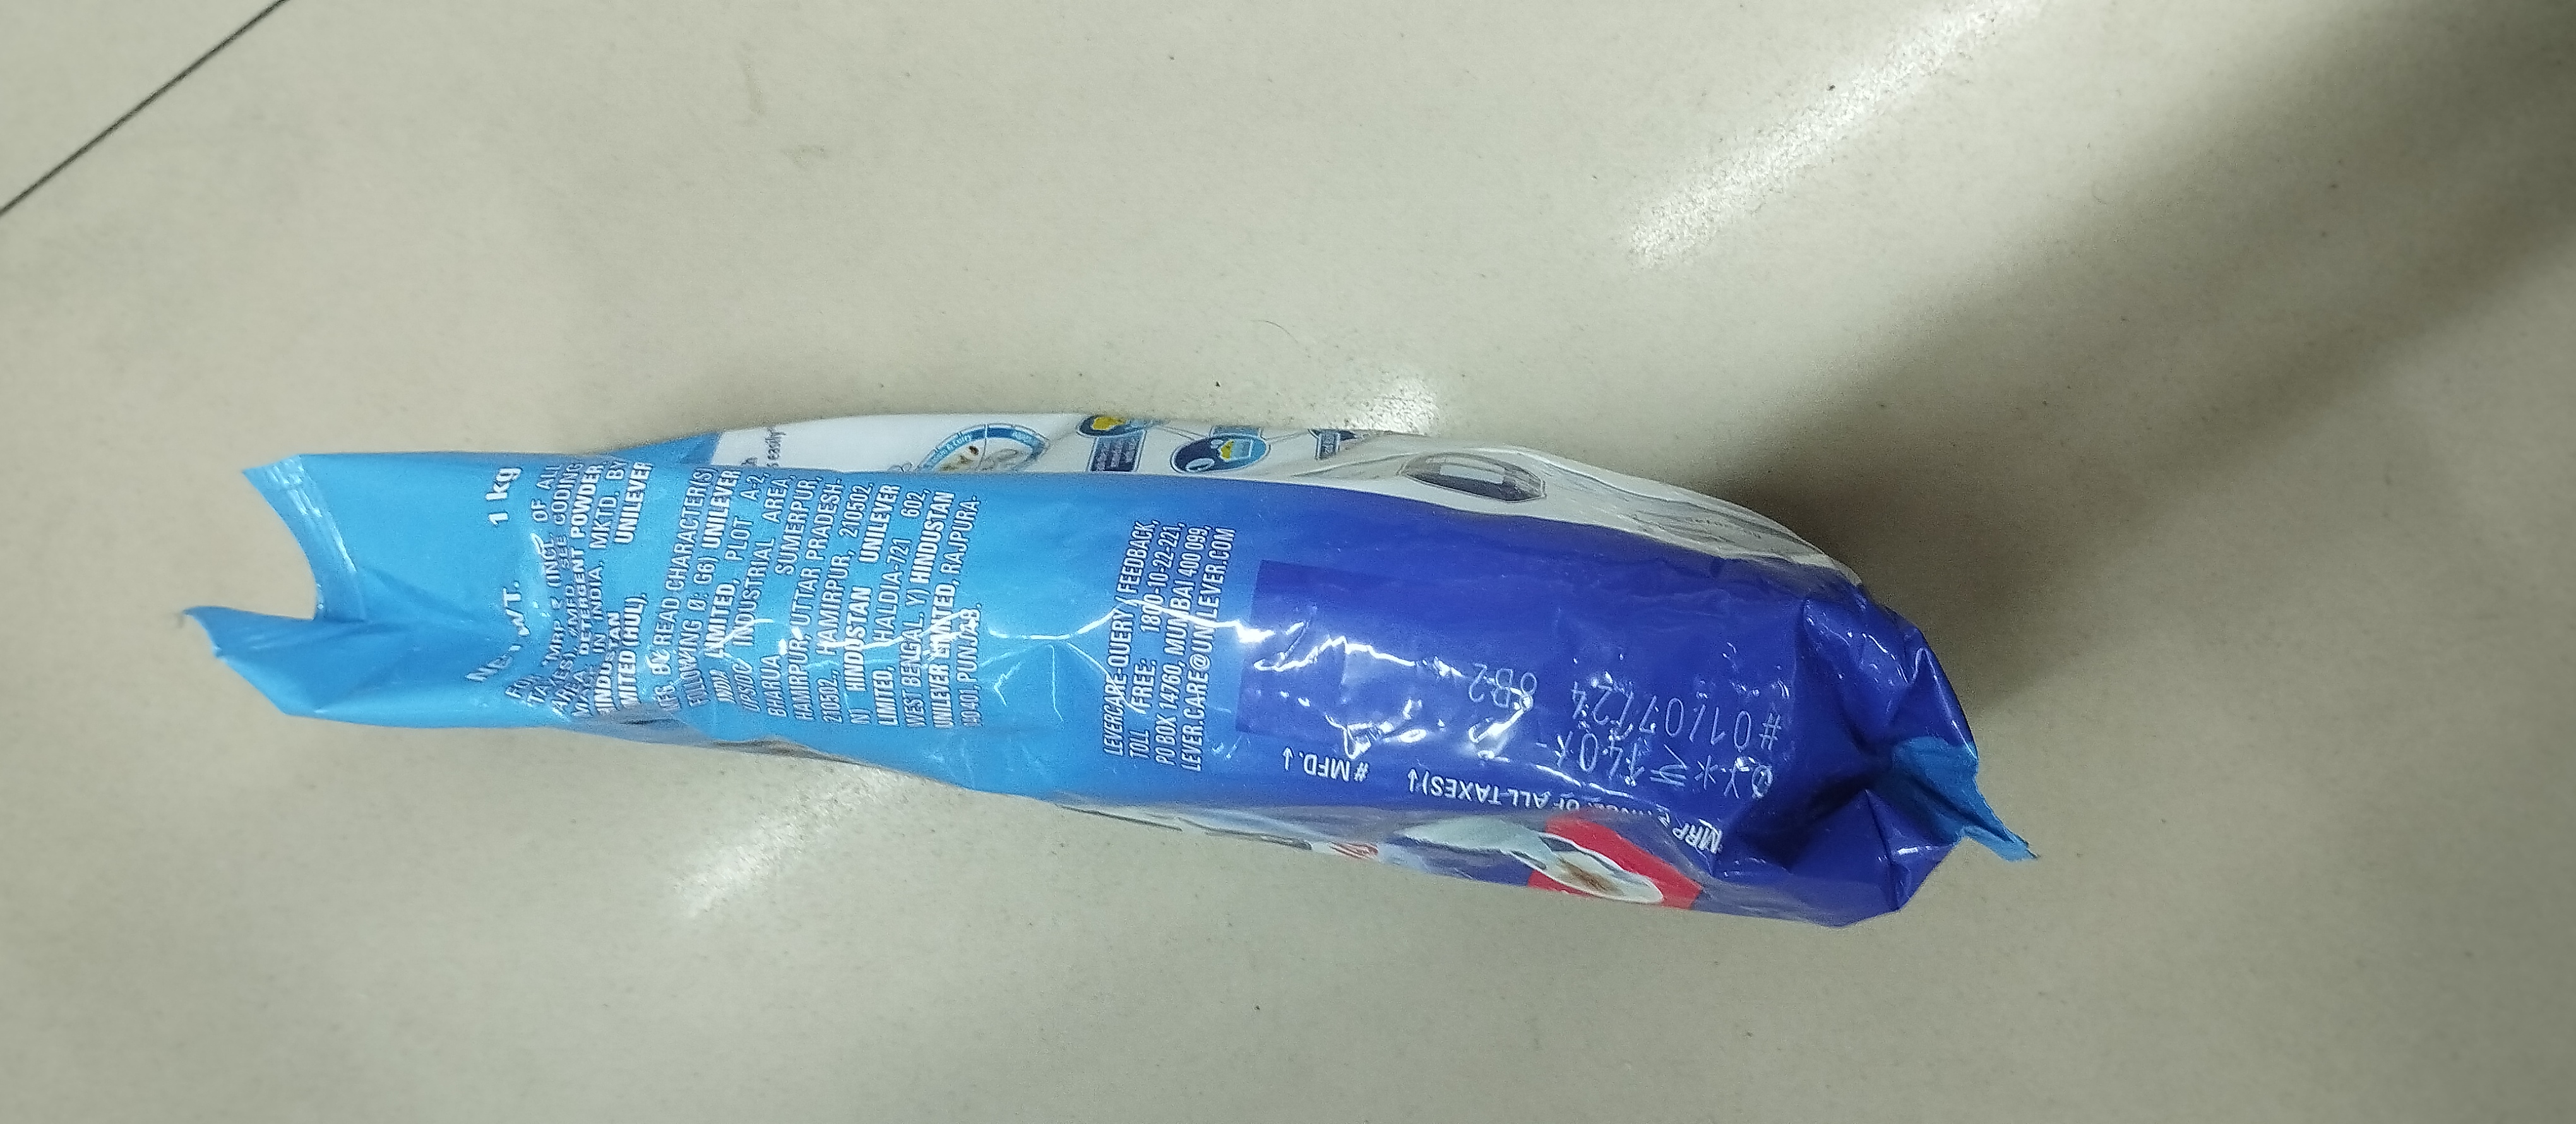 NET WT. 1 kg
FOR MRP ₹ (INCL. OF ALL
TAXES), #MFD SEE CODING
AREA. DETERGENT POWDER
MADE IN INDIA. MKTD. BY
HINDUSTAN UNILEVER
LIMITED (HUL),
MFG. BY READ CHARACTER(S)
FOLLOWING Ø: G6) UNILEVER
INDIA LIMITED, PLOT A-2,
UPSIDC INDUSTRIAL AREA,
BHARUA SUMERPUR,
HAMIRPUR, UTTAR PRADESH-
210502. HAMIRPUR, 210502.
N) HINDUSTAN UNILEVER
LIMITED, HALDIA-721 602,
WEST BENGAL, Y) HINDUSTAN
UNILEVER LIMITED, RAJPURA-
140401 PUNJAB.
LEVERCARE-QUERY / FEEDBACK,
TOLL FREE: 1800-10-22-221,
PO BOX 14760, MUMBAI 400 099,
LEVER.CARE@UNILEVER.COM
MRP ₹ (INCL. OF ALL TAXES)↓
# MFD.↓
#01/07/24
B2
s easily*